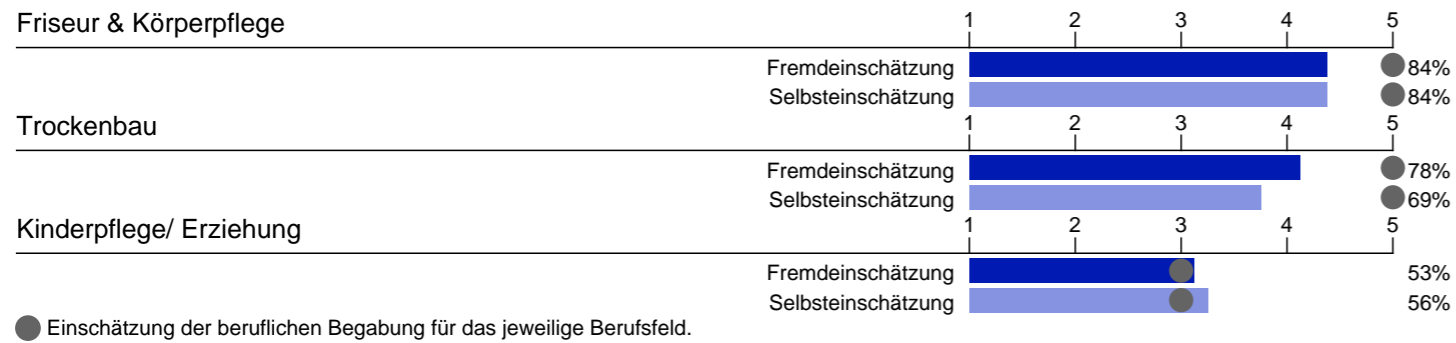 Friseur & Körperpflege 1 2 3 4 5
Fremdeinschätzung 84%
Selbsteinschätzung 84%
Trockenbau 1 2 3 4 5
Fremdeinschätzung 78%
Selbsteinschätzung 69%
Kinderpflege/ Erziehung 1 2 3 4 5
Fremdeinschätzung 53%
Selbsteinschätzung 56%
Einschätzung der beruflichen Begabung für das jeweilige Berufsfeld.